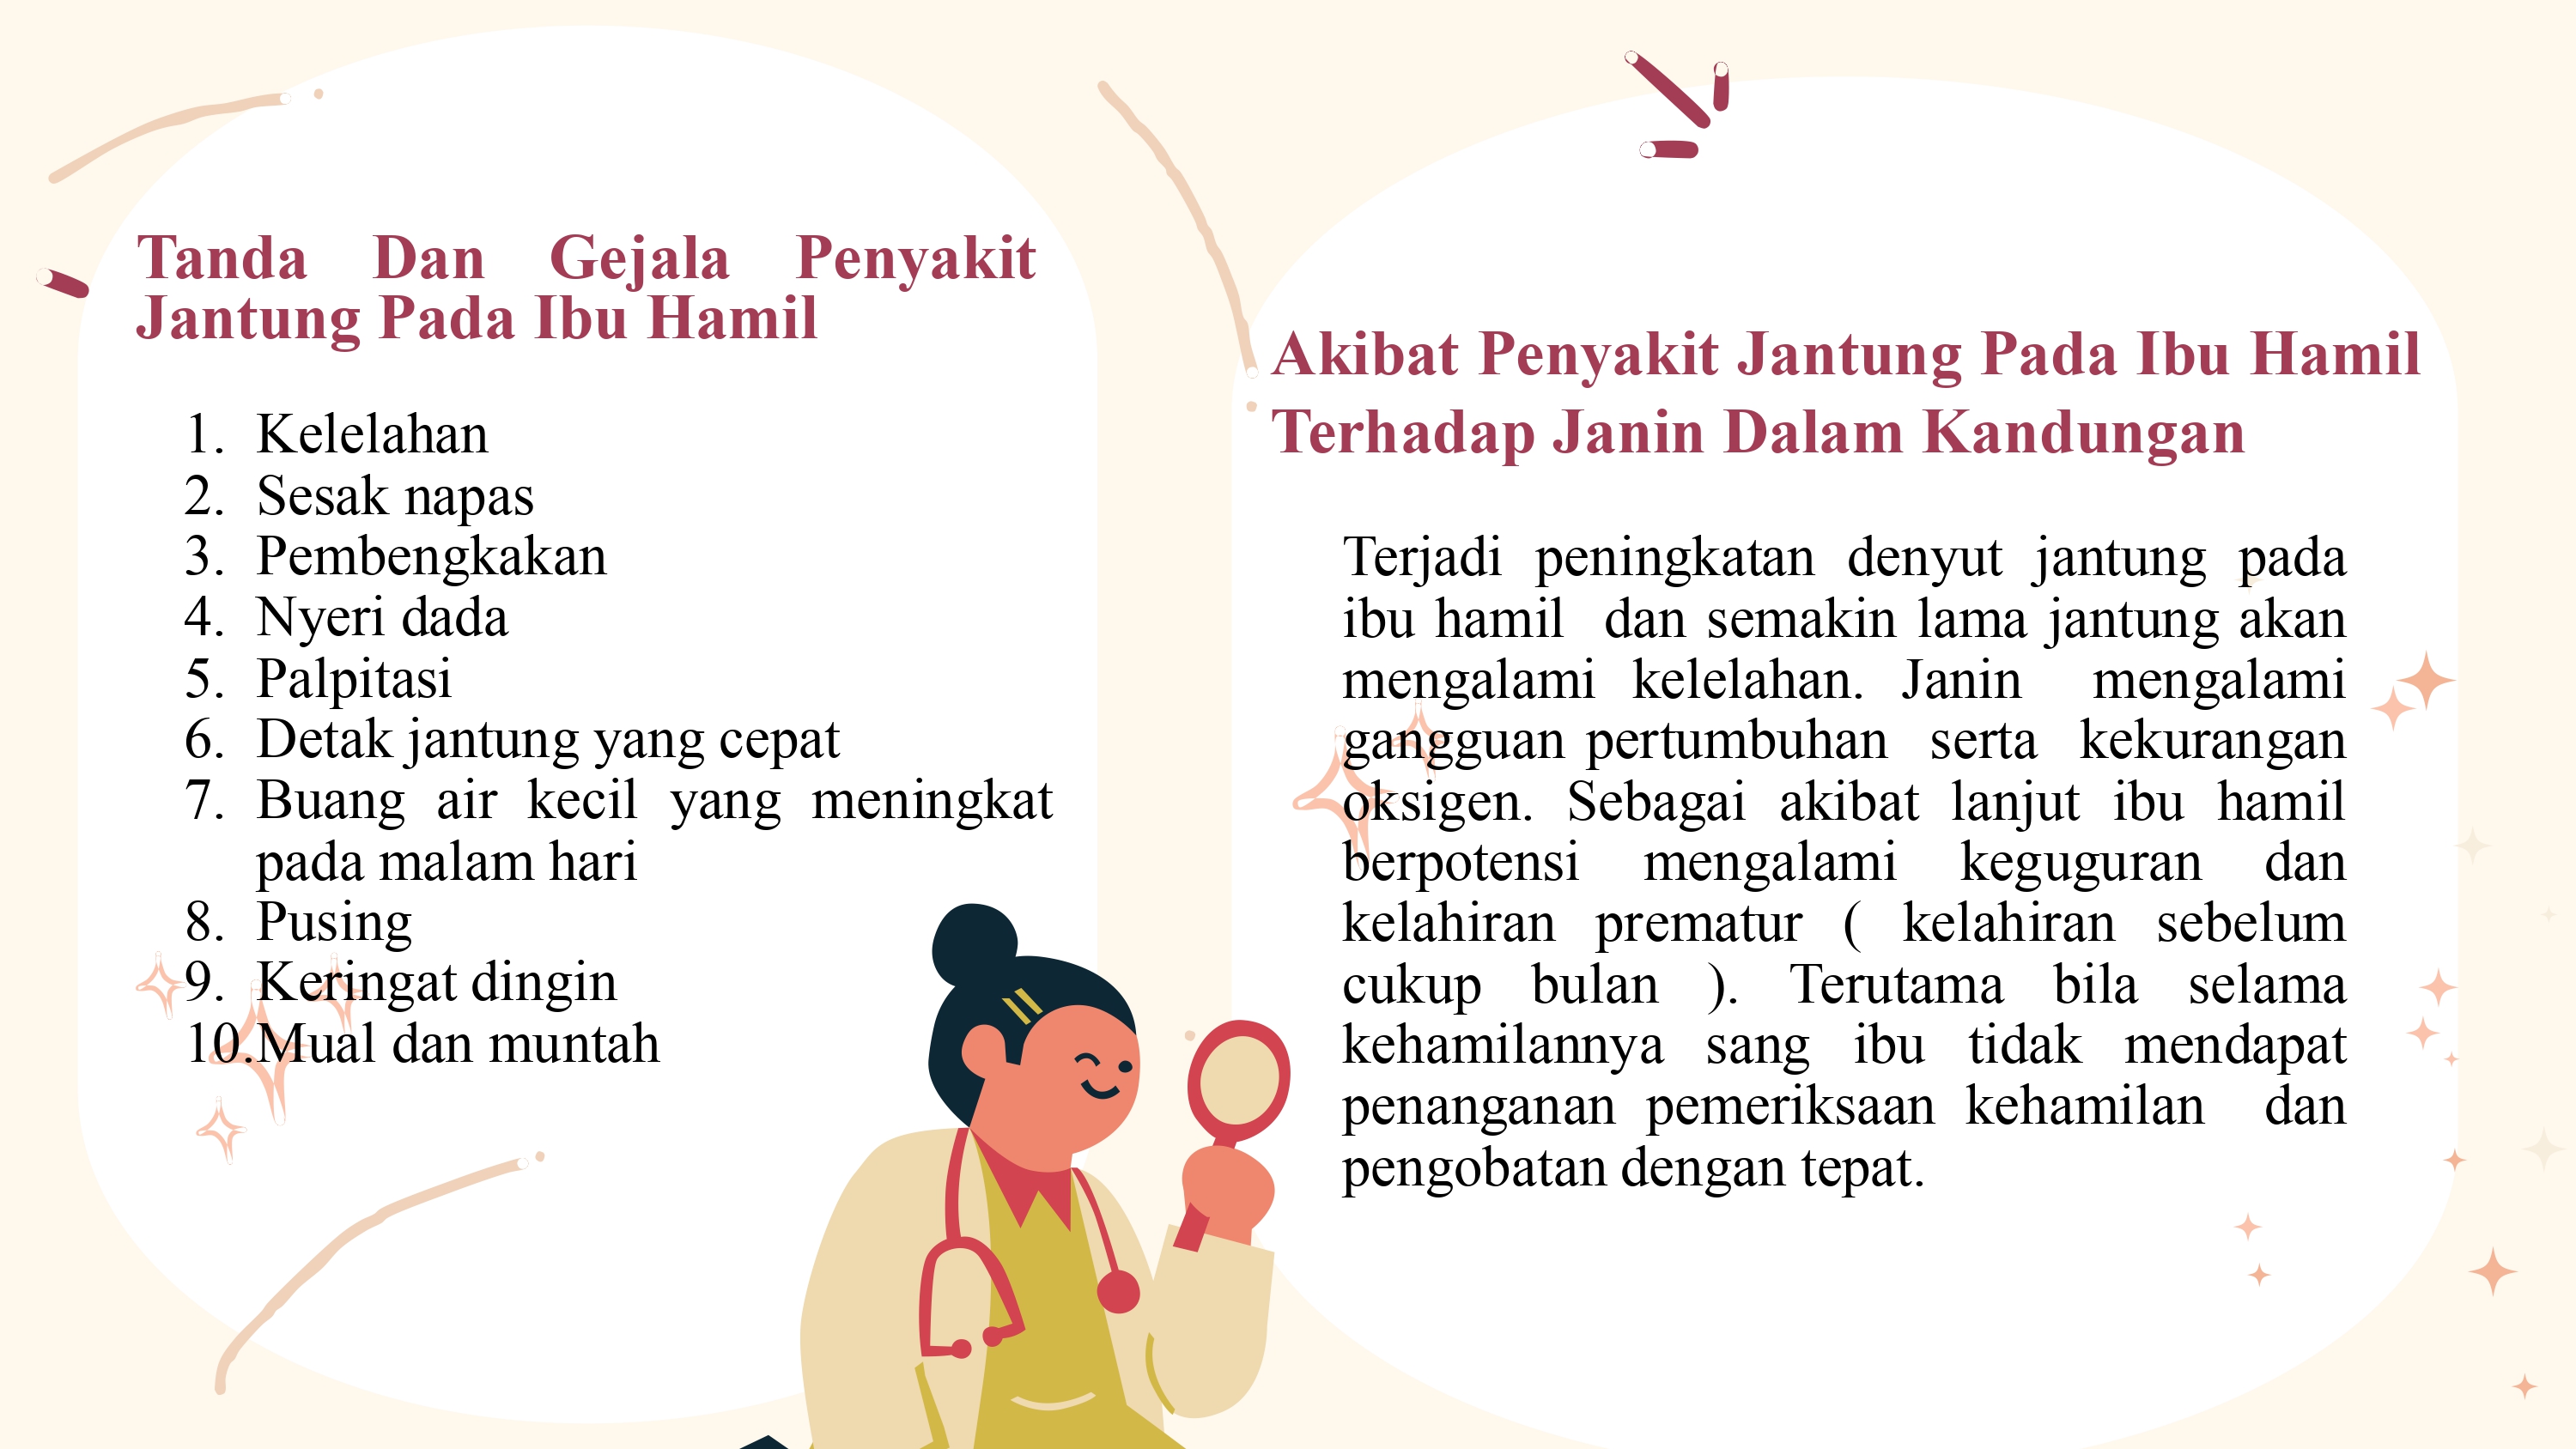 Tanda Dan Gejala Penyakit
Jantung Pada Ibu Hamil
1. Kelelahan
2. Sesak napas
3. Pembengkakan
4. Nyeri dada
5. Palpitasi
6. Detak jantung yang cepat
7. Buang air kecil yang meningkat
pada malam hari
8. Pusing
9. Keringat dingin
10.Mual dan muntah
Akibat Penyakit Jantung Pada Ibu Hamil
Terhadap Janin Dalam Kandungan
Terjadi peningkatan denyut jantung pada
ibu hamil dan semakin lama jantung akan
mengalami kelelahan. Janin mengalami
gangguan pertumbuhan serta kekurangan
oksigen. Sebagai akibat lanjut ibu hamil
berpotensi mengalami keguguran dan
kelahiran prematur ( kelahiran sebelum
cukup bulan ). Terutama bila selama
kehamilannya sang ibu tidak mendapat
penanganan pemeriksaan kehamilan dan
pengobatan dengan tepat.